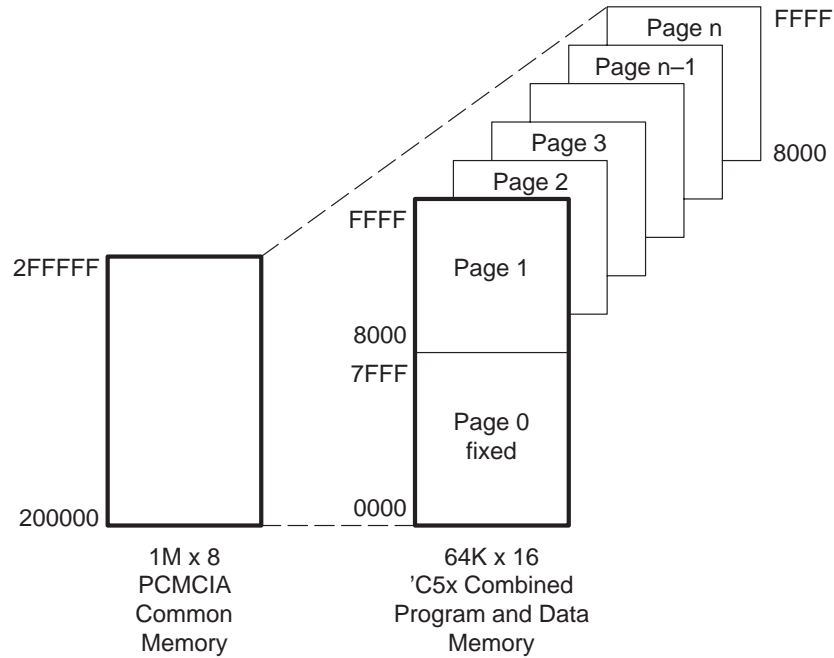 Page n
FFFF
Page n–1
Page 3
8000
Page 2
FFFF
2FFFFF
Page 1
8000
7FFF
Page 0
fixed
200000
0000
1M x 8
PCMCIA
Common
Memory
64K x 16
’C5x Combined
Program and Data
Memory